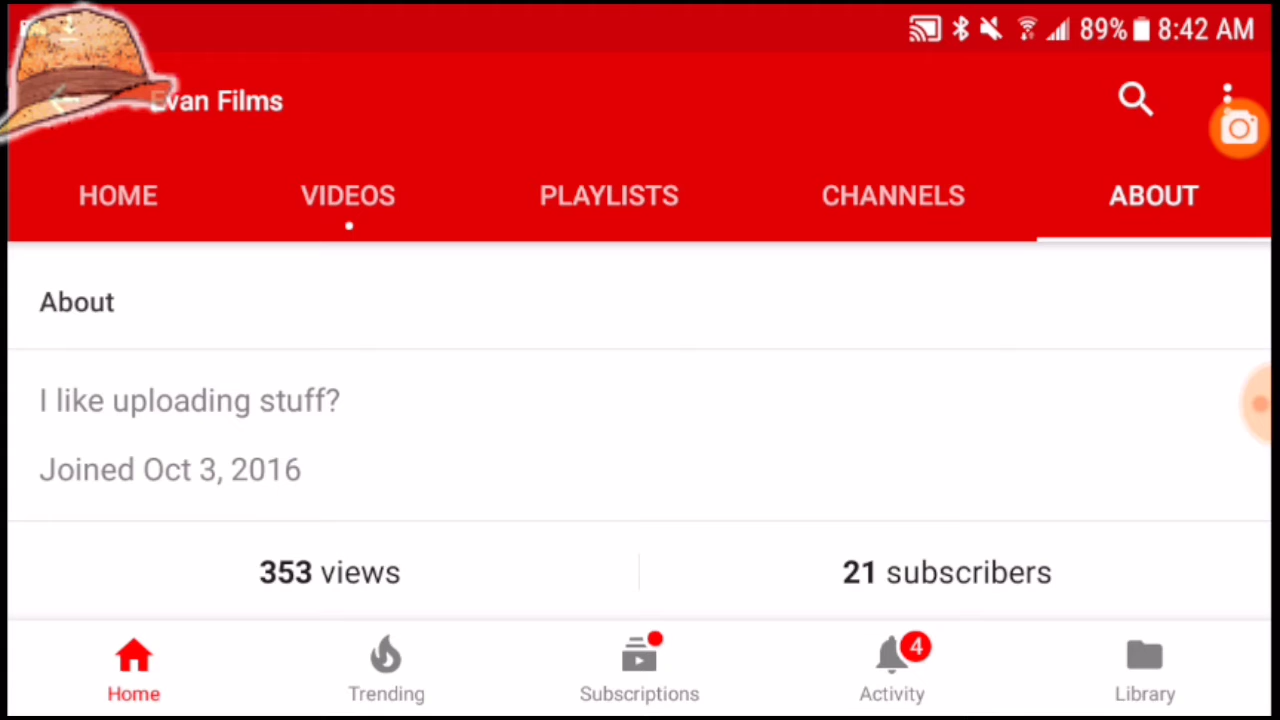 89% 8:42 AM
Evan Films
HOME VIDEOS PLAYLISTS CHANNELS ABOUT
About
I like uploading stuff?
Joined Oct 3, 2016
353 views 21 subscribers
4
Home Trending Subscriptions Activity Library